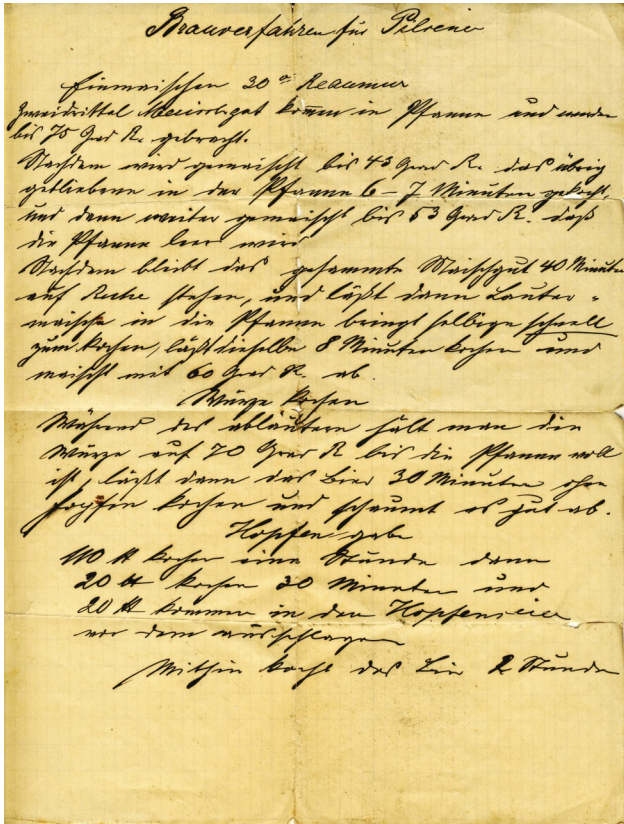 Brauverfahren für Pilsener
Einmaischen 30° Reaumur
Zweidrittel Maischgut komm in Pfanne und werden
bis 75 Grad R. gebracht.
Nachdem wird gemaischt bis 43 Grad R. das übrig
gebliebene in der Pfanne 6 – 7 Minuten gekocht,
und dann weiter gemaischt bis 53 Grad R. daß
die Pfanne leer wird
Nachdem bleibt das gesammte Maischgut 40 Minuten
auf Ruhe stehen, und läßt dann Lauter =
maische in die Pfanne bringt selbige schnell
zum kochen, läßt dieselbe 8 Minuten kochen und
maischt mit 60 Grad R. ab.
Würze kochen
Während des abläutern hält man die
Würze auf 70 Grad R bis die Pfanne voll
ist, läßt dann das Bier 30 Minuten ohne
Hopfen kochen und schäumt es gut ab.
Hopfen gabe
110 ℔ kochen eine Stunde dann
20 ℔ kochen 30 Minuten und
20 ℔ kommen in den
vor dem ausschlagen
Mithin kocht das Bier 2 Stunden